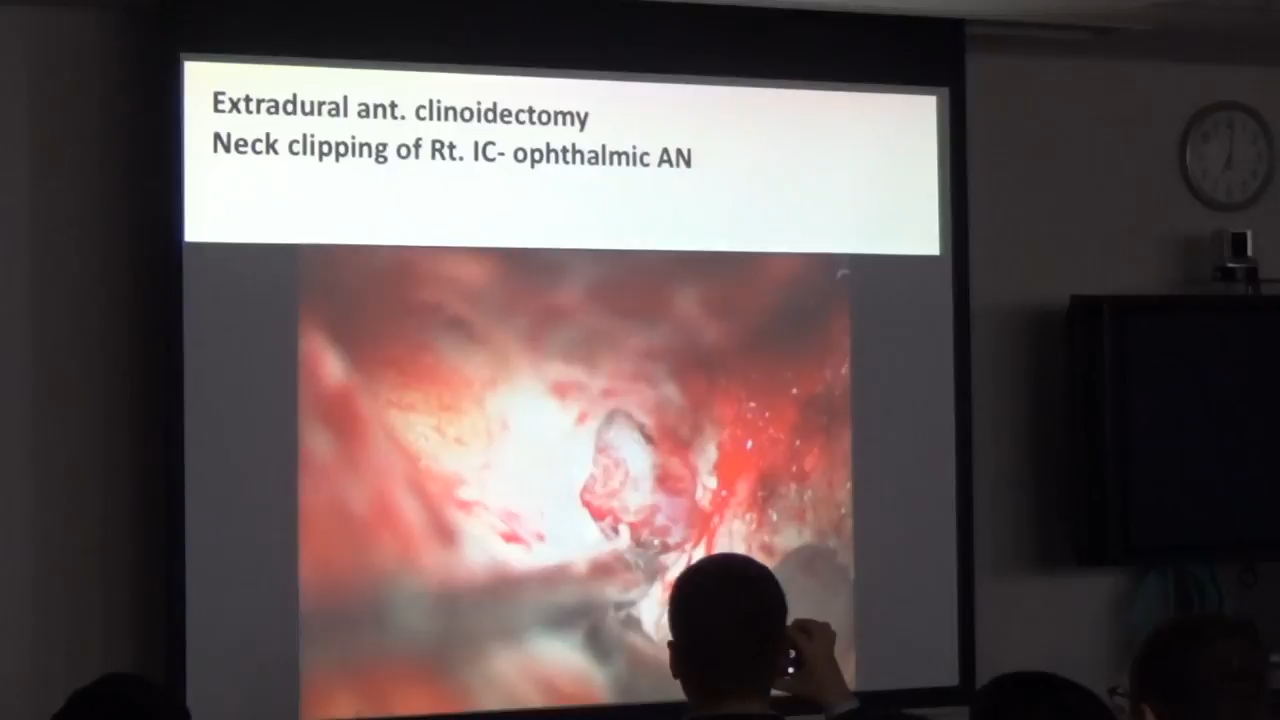 Extradural ant. clinoidectomy
Neck clipping of Rt. IC- ophthalmic AN